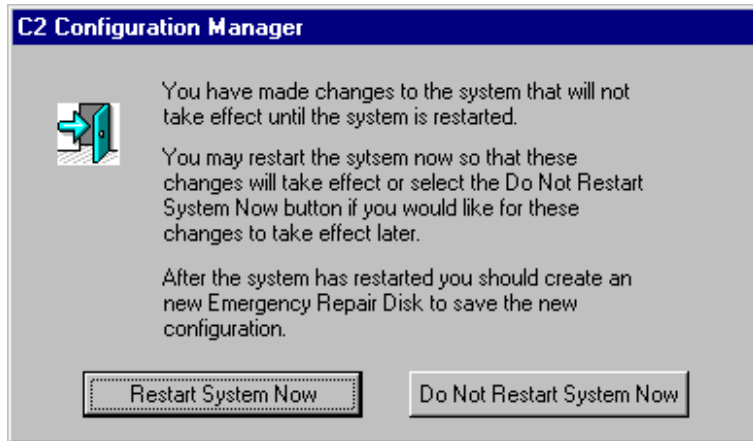 C2 Configuration Manager
You have made changes to the system that will not
take effect until the system is restarted.
You may restart the sytsem now so that these
changes will take effect or select the Do Not Restart
System Now button if you would like for these
changes to take effect later.
After the system has restarted you should create an
new Emergency Repair Disk to save the new
configuration.
Restart System Now
Do Not Restart System Now